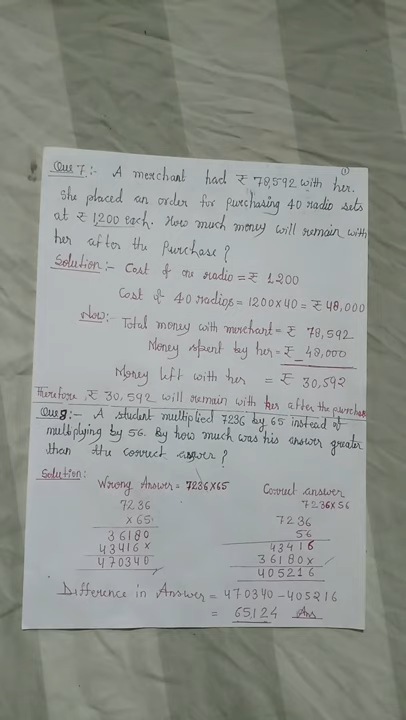 (1)
Ques 7:- A merchant had ₹ 78,592 with her.
She placed an order for purchasing 40 radio sets
at ₹ 1,200 each. How much money will remain with
her after the purchase?
Solution:- Cost of one radio = ₹ 1,200
Cost of 40 radios = 1200 x 40 = ₹ 48,000
Now:- Total money with merchant = ₹ 78,592
Money spent by her = ₹ - 48,000
Money left with her = ₹ 30,592
Therefore, ₹ 30,592 will remain with her after the purchase
Ques 8:- A student multiplied 7236 by 65 instead of
multiplying by 56. By how much was his answer greater
than the correct answer?
Solution:
Wrong Answer = 7236x65
7236
x 65
36180
43416 x
470340
Correct answer
7236x56
7236
56
43416
36180x
405216
Difference in Answer = 470340 - 405216
= 65124 Ans